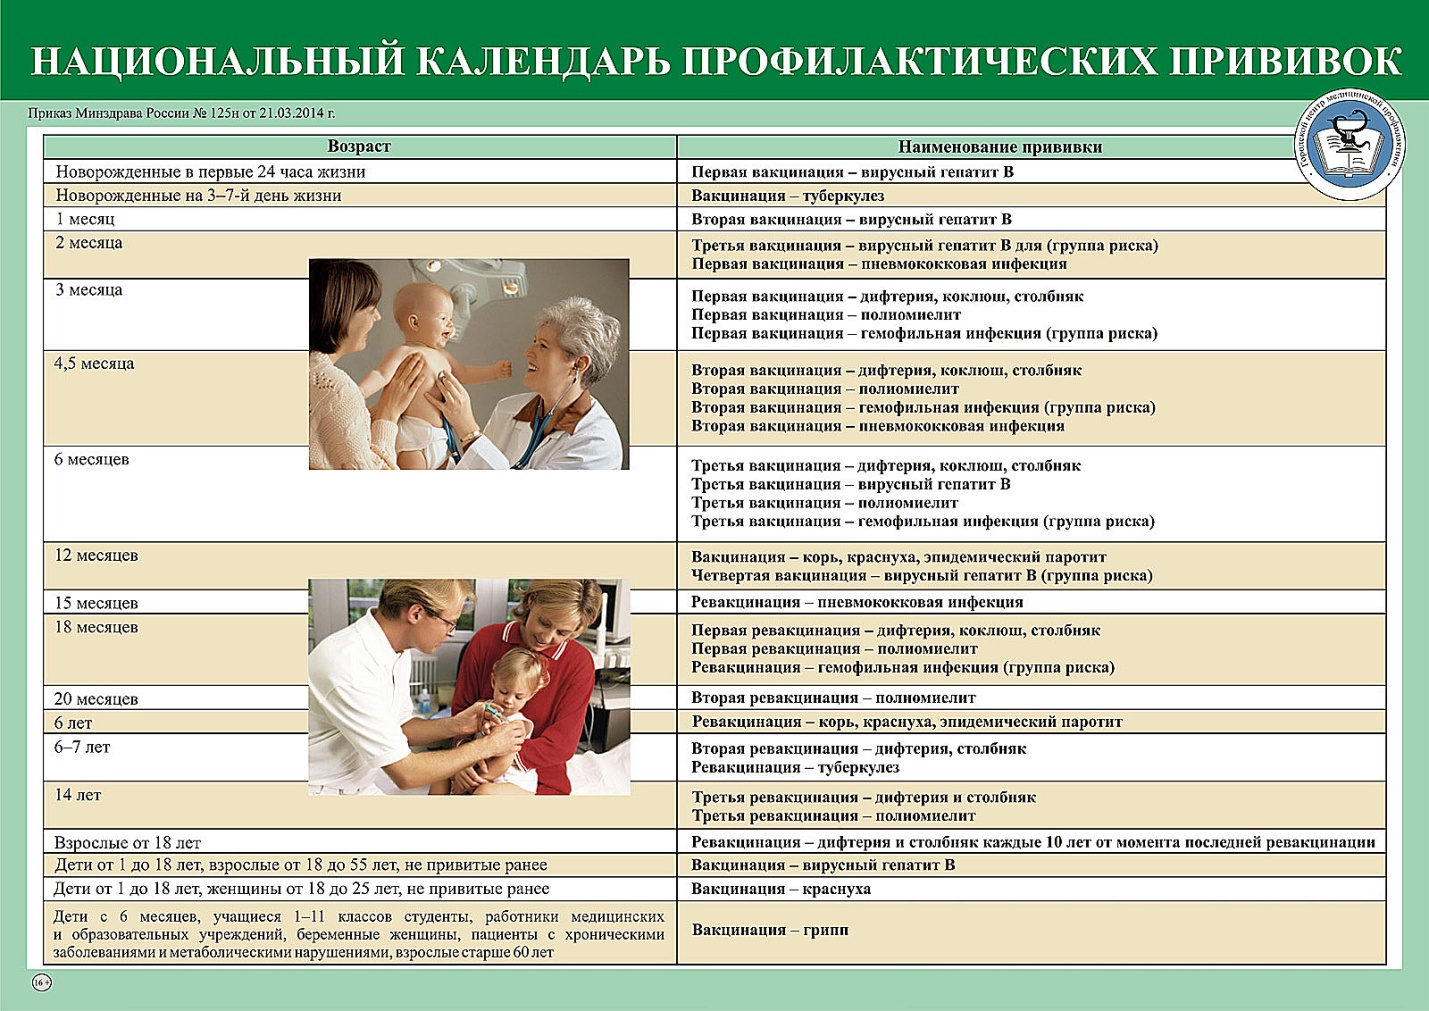 НАЦИОНАЛЬНЫЙ КАЛЕНДАРЬ ПРОФИЛАКТИЧЕСКИХ ПРИВИВОК
Приказ Минздрава России № 125н от 21.03.2014 г.
Городской центр медицинской профилактики
Возраст
Наименование прививки
Новорожденные в первые 24 часа жизни
Первая вакцинация – вирусный гепатит В
Новорожденные на 3–7-й день жизни
Вакцинация – туберкулез
1 месяц
Вторая вакцинация – вирусный гепатит В
2 месяца
Третья вакцинация – вирусный гепатит В для (группа риска)
Первая вакцинация – пневмококковая инфекция
3 месяца
Первая вакцинация – дифтерия, коклюш, столбняк
Первая вакцинация – полиомиелит
Первая вакцинация – гемофильная инфекция (группа риска)
4,5 месяца
Вторая вакцинация – дифтерия, коклюш, столбняк
Вторая вакцинация – полиомиелит
Вторая вакцинация – гемофильная инфекция (группа риска)
Вторая вакцинация – пневмококковая инфекция
6 месяцев
Третья вакцинация – дифтерия, коклюш, столбняк
Третья вакцинация – вирусный гепатит В
Третья вакцинация – полиомиелит
Третья вакцинация – гемофильная инфекция (группа риска)
12 месяцев
Вакцинация – корь, краснуха, эпидемический паротит
Четвертая вакцинация – вирусный гепатит В (группа риска)
15 месяцев
Ревакцинация – пневмококковая инфекция
18 месяцев
Первая ревакцинация – дифтерия, коклюш, столбняк
Первая ревакцинация – полиомиелит
Ревакцинация – гемофильная инфекция (группа риска)
20 месяцев
Вторая ревакцинация – полиомиелит
6 лет
Ревакцинация – корь, краснуха, эпидемический паротит
6–7 лет
Вторая ревакцинация – дифтерия, столбняк
Ревакцинация – туберкулез
14 лет
Третья ревакцинация – дифтерия и столбняк
Третья ревакцинация – полиомиелит
Взрослые от 18 лет
Ревакцинация – дифтерия и столбняк каждые 10 лет от момента последней ревакцинации
Дети от 1 до 18 лет, взрослые от 18 до 55 лет, не привитые ранее
Вакцинация – вирусный гепатит В
Дети от 1 до 18 лет, женщины от 18 до 25 лет, не привитые ранее
Вакцинация – краснуха
Дети с 6 месяцев, учащиеся 1–11 классов студенты, работники медицинских
и образовательных учреждений, беременные женщины, пациенты с хроническими
заболеваниями и метаболическими нарушениями, взрослые старше 60 лет
Вакцинация – грипп
16 +